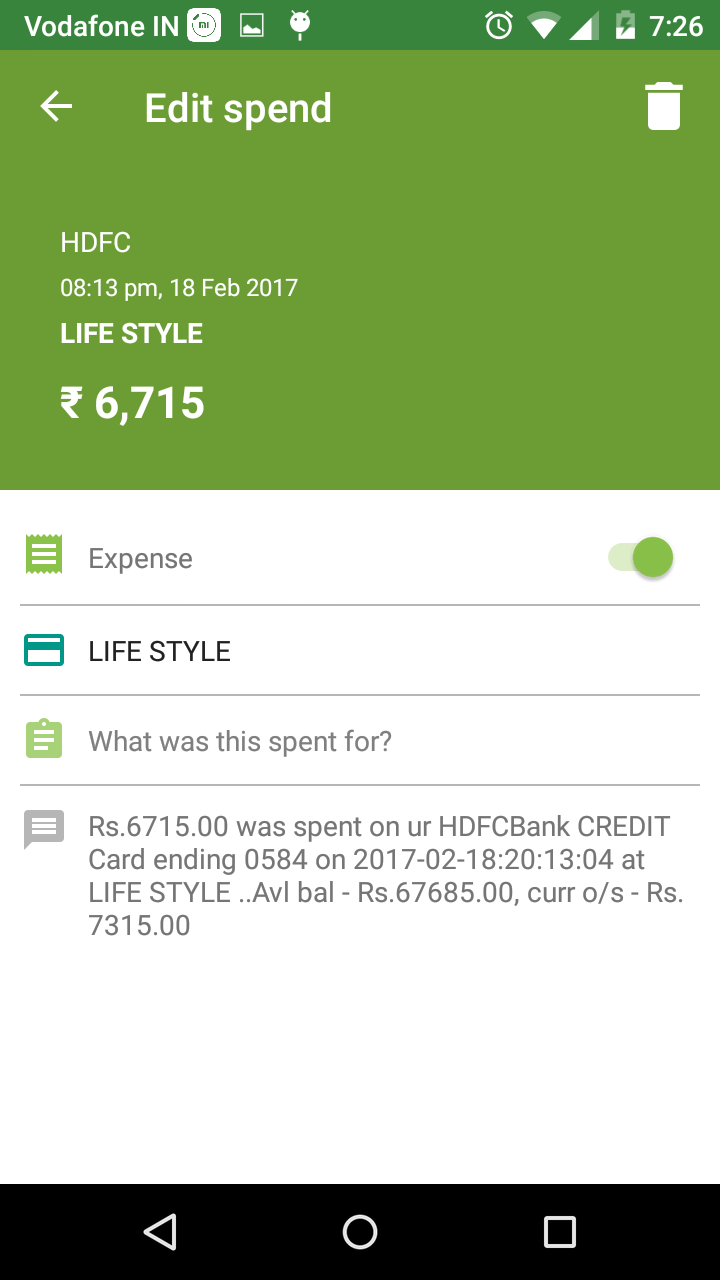 Vodafone IN 7:26
Edit spend
HDFC
08:13 pm, 18 Feb 2017
LIFE STYLE
₹ 6,715
Expense
LIFE STYLE
What was this spent for?
Rs.6715.00 was spent on ur HDFCBank CREDIT
Card ending 0584 on 2017-02-18:20:13:04 at
LIFE STYLE ..Avl bal - Rs.67685.00, curr o/s - Rs.
7315.00